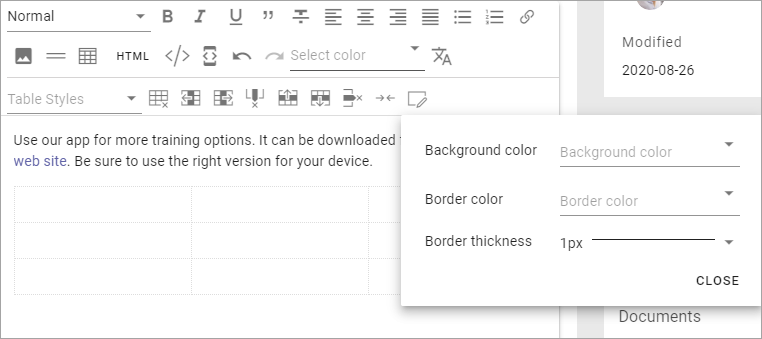 Normal
Modified
2020-08-26
HTML
Select color
Table Styles
Use our app for more training options. It can be downloaded
web site. Be sure to use the right version for your device.
Background color
Background color
Border color
Border color
Border thickness
1px
CLOSE
Documents